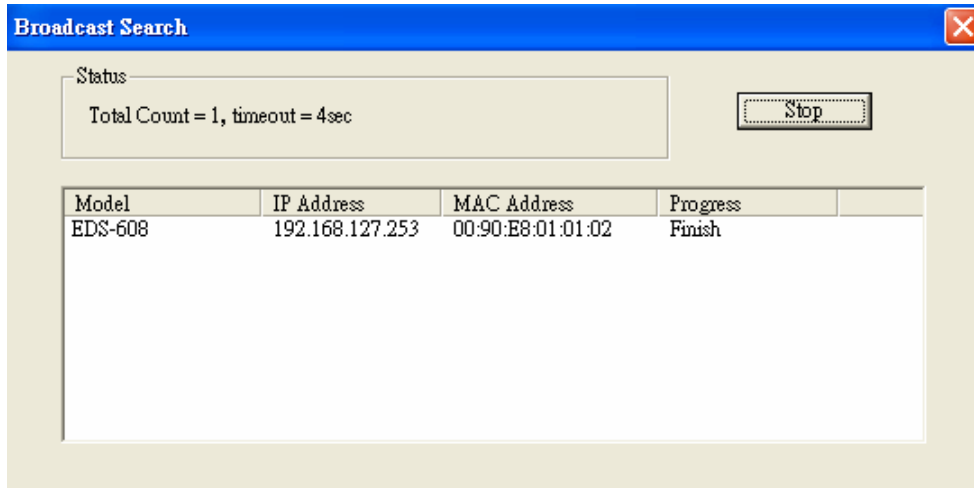 Broadcast Search
Status
Total Count = 1, timeout = 4sec
Stop
Model IP Address MAC Address Progress
EDS-608 192.168.127.253 00:90:E8:01:01:02 Finish